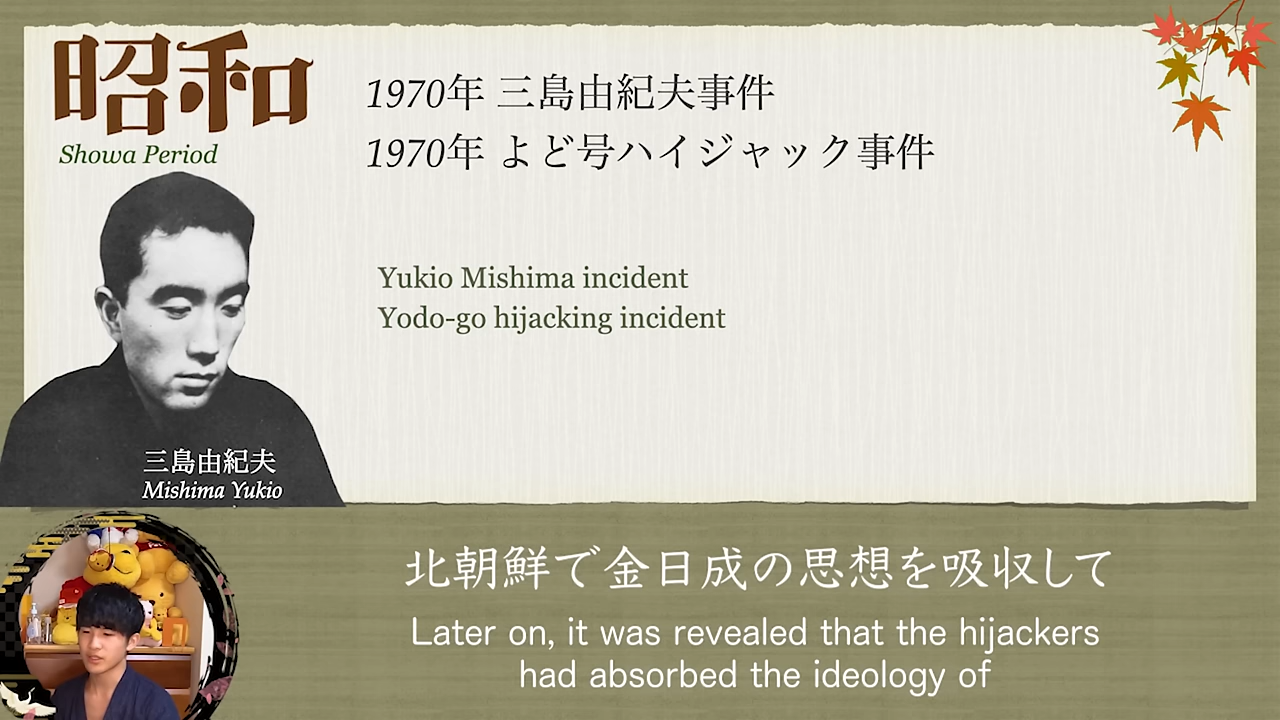 昭和
Showa Period
1970年 三島由紀夫事件
1970年 よど号ハイジャック事件
Yukio Mishima incident
Yodo-go hijacking incident
三島由紀夫
Mishima Yukio
北朝鮮で金日成の思想を吸収して
Later on, it was revealed that the hijackers
had absorbed the ideology of